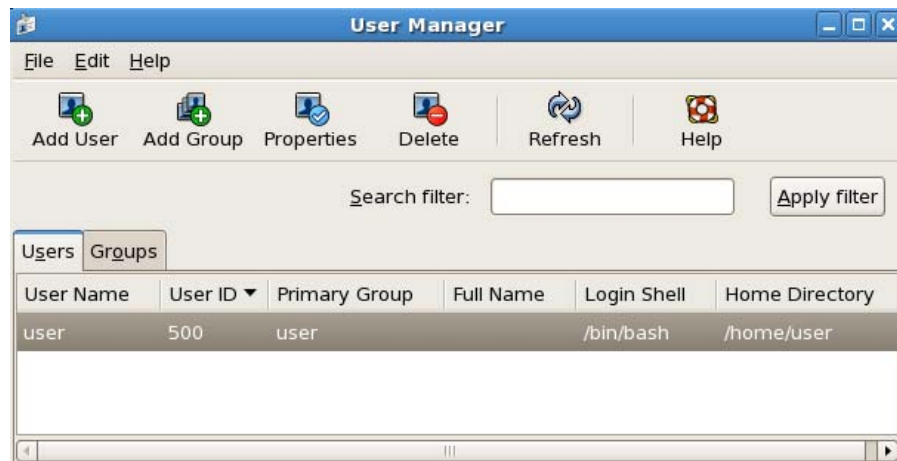 User Manager
File Edit Help
Add User Add Group Properties Delete Refresh Help
Search filter: Apply filter
Users Groups
User Name User ID Primary Group Full Name Login Shell Home Directory
user 500 user /bin/bash /home/user